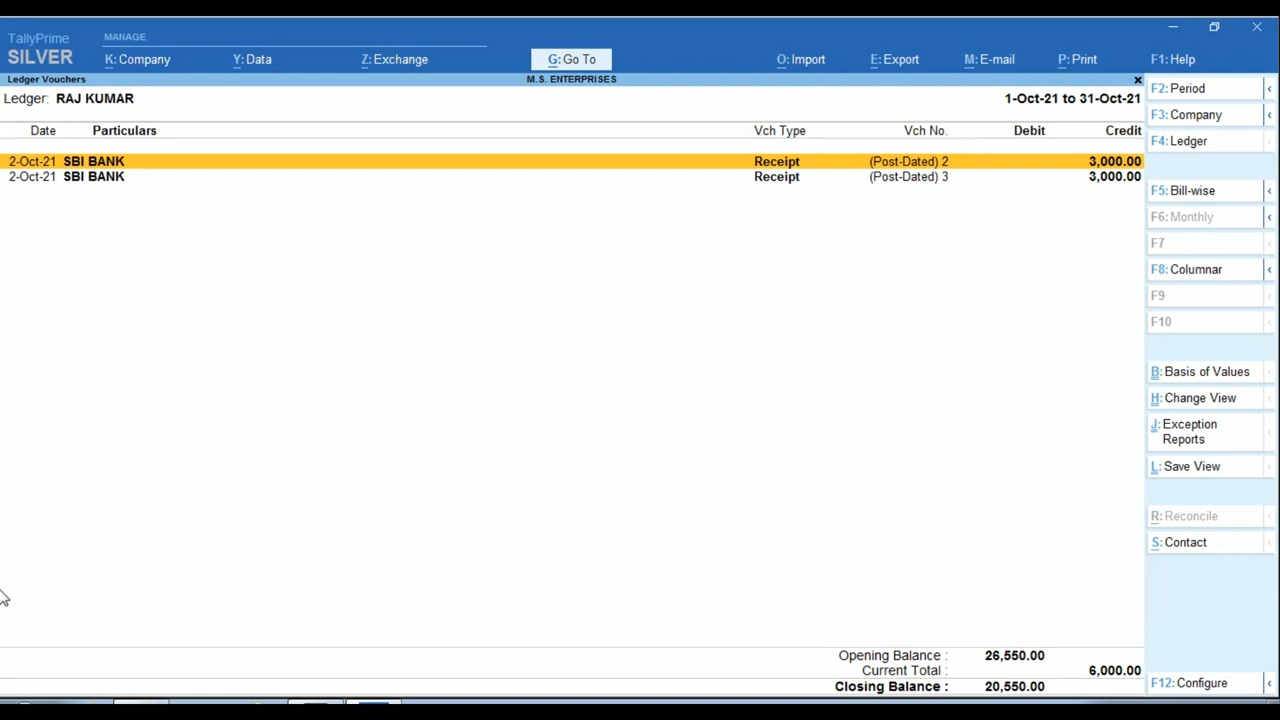 TallyPrime
MANAGE
SILVER
K: Company
Y: Data
Z: Exchange
G: Go To
O: Import
E: Export
M: E-mail
P: Print
F1: Help
Ledger Vouchers
M.S. ENTERPRISES
Ledger: RAJ KUMAR
1-Oct-21 to 31-Oct-21
Date Particulars Vch Type Vch No. Debit Credit
2-Oct-21 SBI BANK Receipt (Post-Dated) 2 3,000.00
2-Oct-21 SBI BANK Receipt (Post-Dated) 3 3,000.00
Opening Balance : 26,550.00
Current Total : 6,000.00
Closing Balance : 20,550.00
F2: Period
F3: Company
F4: Ledger
F5: Bill-wise
F6: Monthly
F7
F8: Columnar
F9
F10
B: Basis of Values
H: Change View
J: Exception
Reports
L: Save View
R: Reconcile
S: Contact
F12: Configure